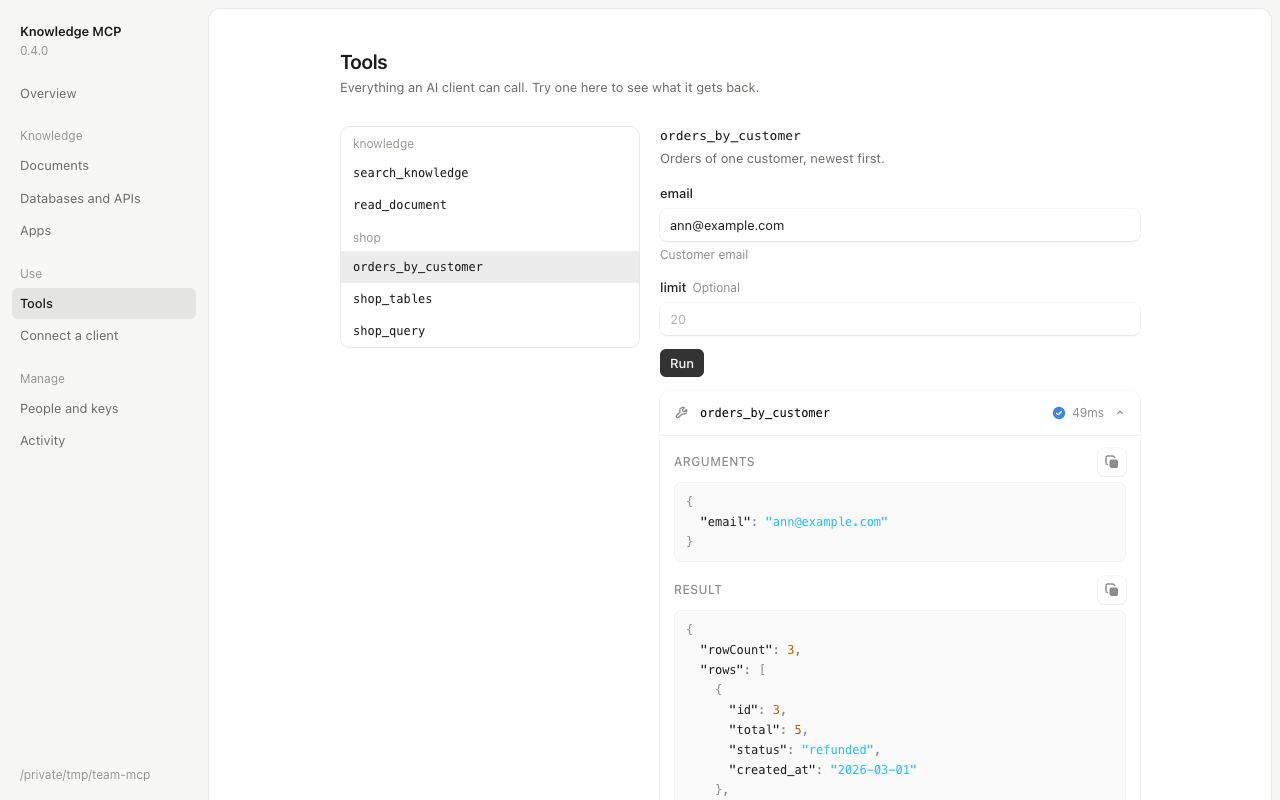 Knowledge MCP
0.4.0
Overview
Knowledge
Documents
Databases and APIs
Apps
Use
Tools
Connect a client
Manage
People and keys
Activity
/private/tmp/team-mcp
Tools
Everything an AI client can call. Try one here to see what it gets back.
knowledge
search_knowledge
read_document
shop
orders_by_customer
shop_tables
shop_query
orders_by_customer
Orders of one customer, newest first.
email
ann@example.com
Customer email
limit Optional
20
Run
orders_by_customer 49ms
ARGUMENTS
{
"email": "ann@example.com"
}
RESULT
{
"rowCount": 3,
"rows": [
{
"id": 3,
"total": 5,
"status": "refunded",
"created_at": "2026-03-01"
},